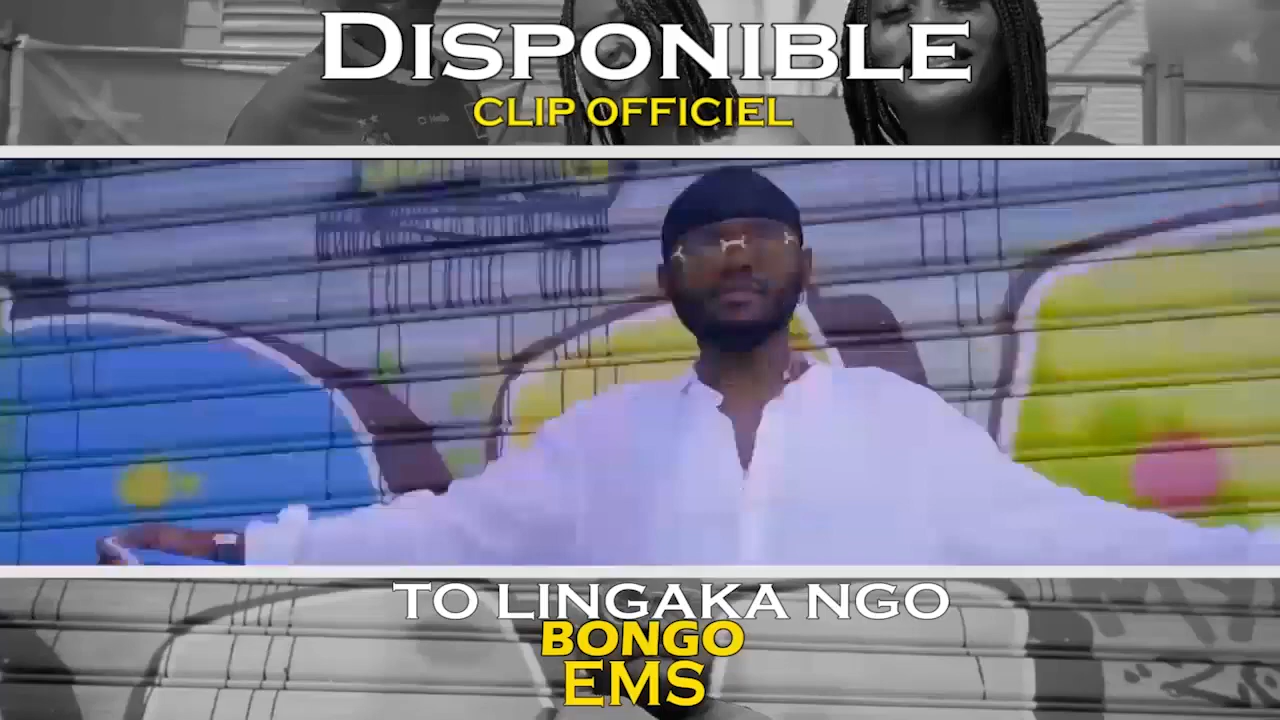 DISPONIBLE
CLIP OFFICIEL
TO LINGAKA NGO
BONGO
EMS